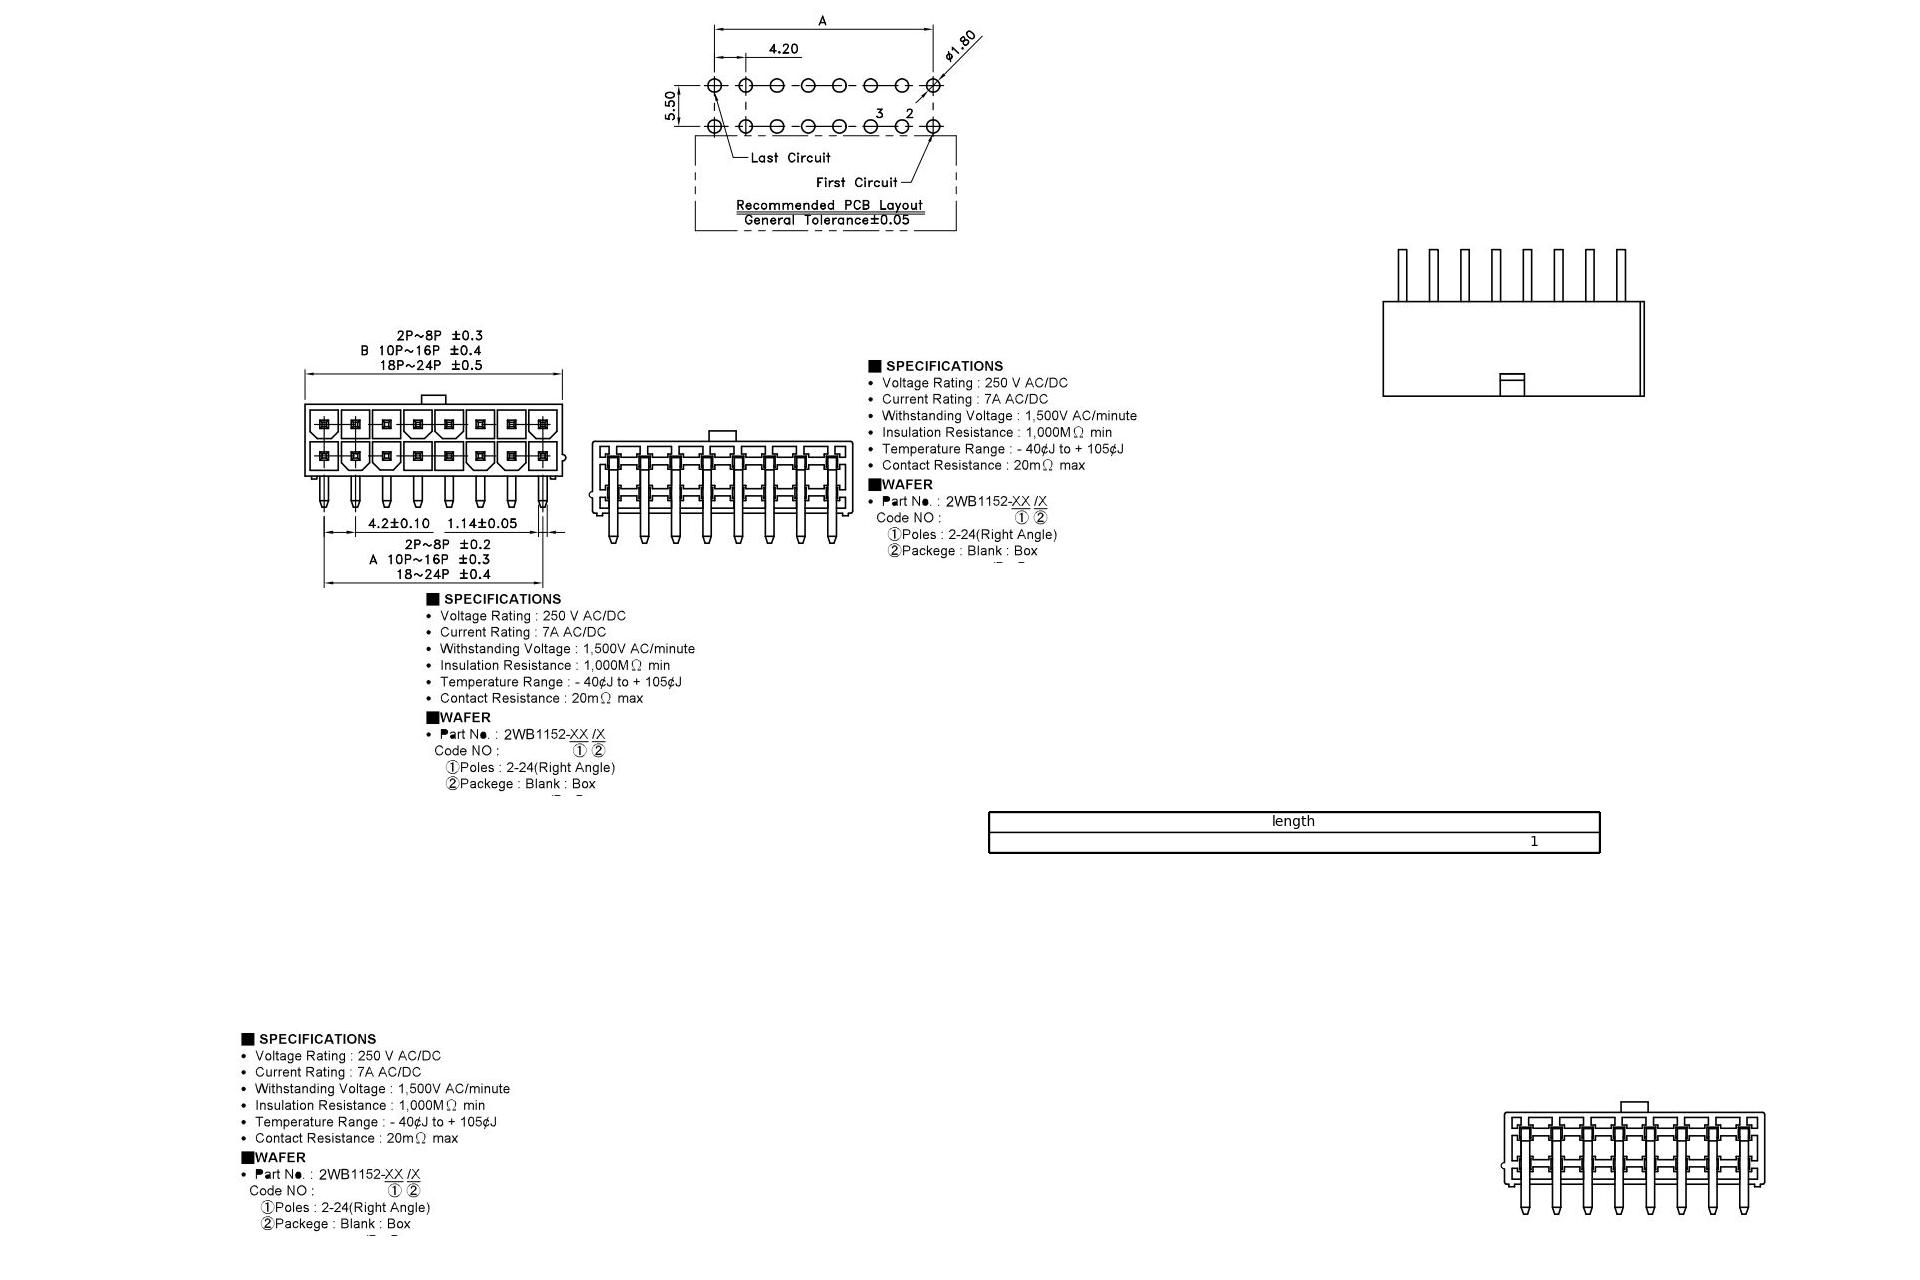 A
4.20
ø1.80
5.50
3 2
Last Circuit
First Circuit
Recommended PCB Layout
General Tolerance±0.05
2P~8P ±0.3
B 10P~16P ±0.4
18P~24P ±0.5
4.2±0.10 1.14±0.05
2P~8P ±0.2
A 10P~16P ±0.3
18~24P ±0.4
■ SPECIFICATIONS
• Voltage Rating : 250 V AC/DC
• Current Rating : 7A AC/DC
• Withstanding Voltage : 1,500V AC/minute
• Insulation Resistance : 1,000MΩ min
• Temperature Range : - 40¢J to + 105¢J
• Contact Resistance : 20mΩ max
■WAFER
• Part No. : 2WB1152-XX /X
Code NO : ① ②
①Poles : 2-24(Right Angle)
②Packege : Blank : Box
■ SPECIFICATIONS
• Voltage Rating : 250 V AC/DC
• Current Rating : 7A AC/DC
• Withstanding Voltage : 1,500V AC/minute
• Insulation Resistance : 1,000MΩ min
• Temperature Range : - 40¢J to + 105¢J
• Contact Resistance : 20mΩ max
■WAFER
• Part No. : 2WB1152-XX /X
Code NO : ① ②
①Poles : 2-24(Right Angle)
②Packege : Blank : Box
length
1
■ SPECIFICATIONS
• Voltage Rating : 250 V AC/DC
• Current Rating : 7A AC/DC
• Withstanding Voltage : 1,500V AC/minute
• Insulation Resistance : 1,000MΩ min
• Temperature Range : - 40¢J to + 105¢J
• Contact Resistance : 20mΩ max
■WAFER
• Part No. : 2WB1152-XX /X
Code NO : ① ②
①Poles : 2-24(Right Angle)
②Packege : Blank : Box